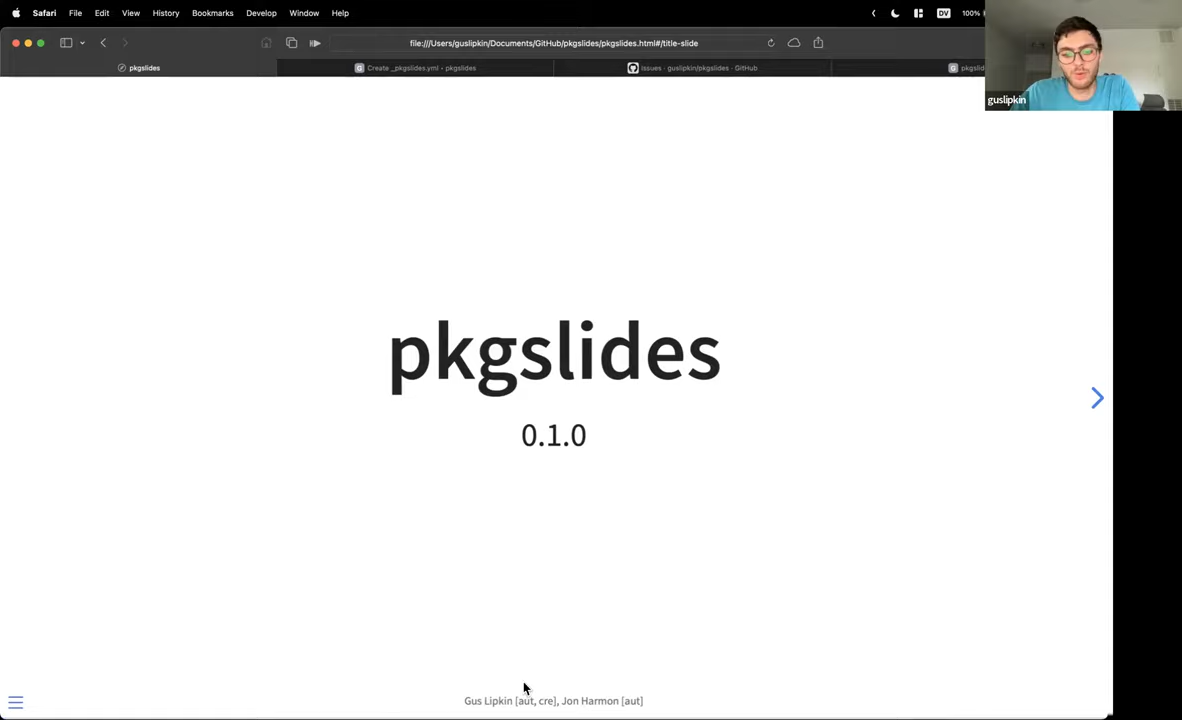 Safari File Edit View History Bookmarks Develop Window Help DV 100%
file:///Users/guslipkin/Documents/GitHub/pkgslides/pkgslides.html#/title-slide
pkgslides
G Create _pkgslides.yml • pkgslides
Issues · guslipkin/pkgslides · GitHub
G pkgslid
guslipkin
pkgslides
0.1.0
Gus Lipkin [aut, cre], Jon Harmon [aut]